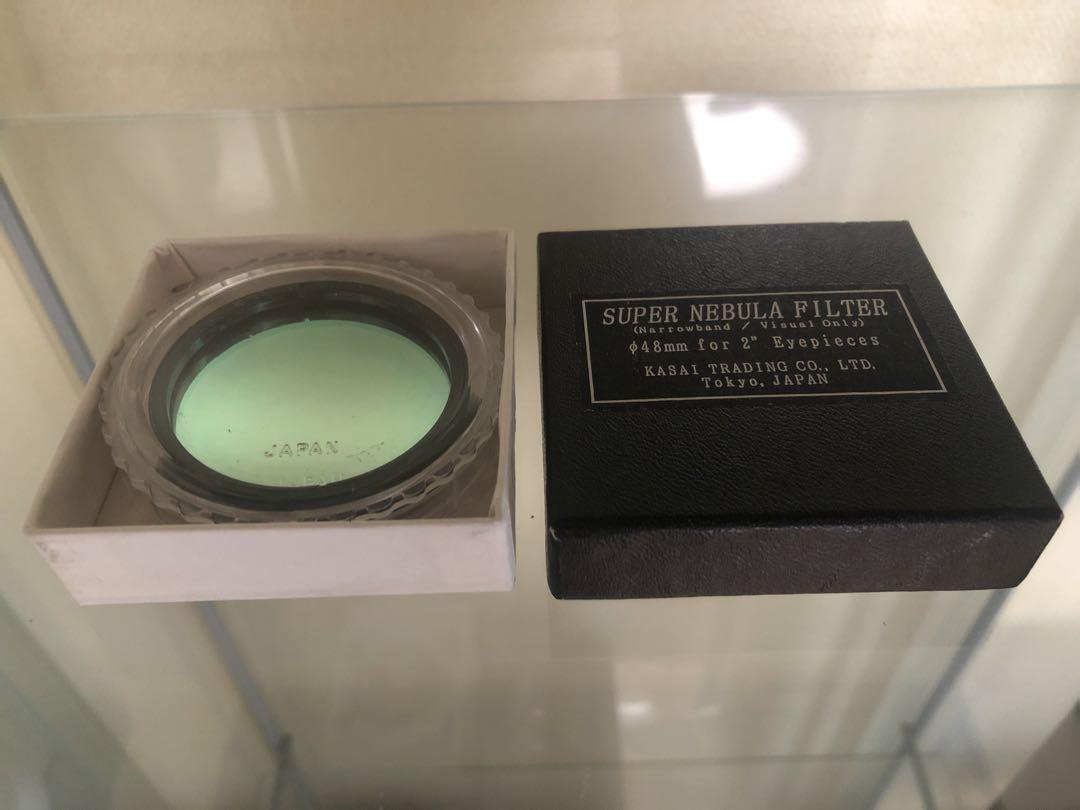 JAPAN
SUPER NEBULA FILTER
(Narrowband / Visual Only)
φ48mm for 2" Eyepieces
KASAI TRADING CO., LTD.
Tokyo, JAPAN